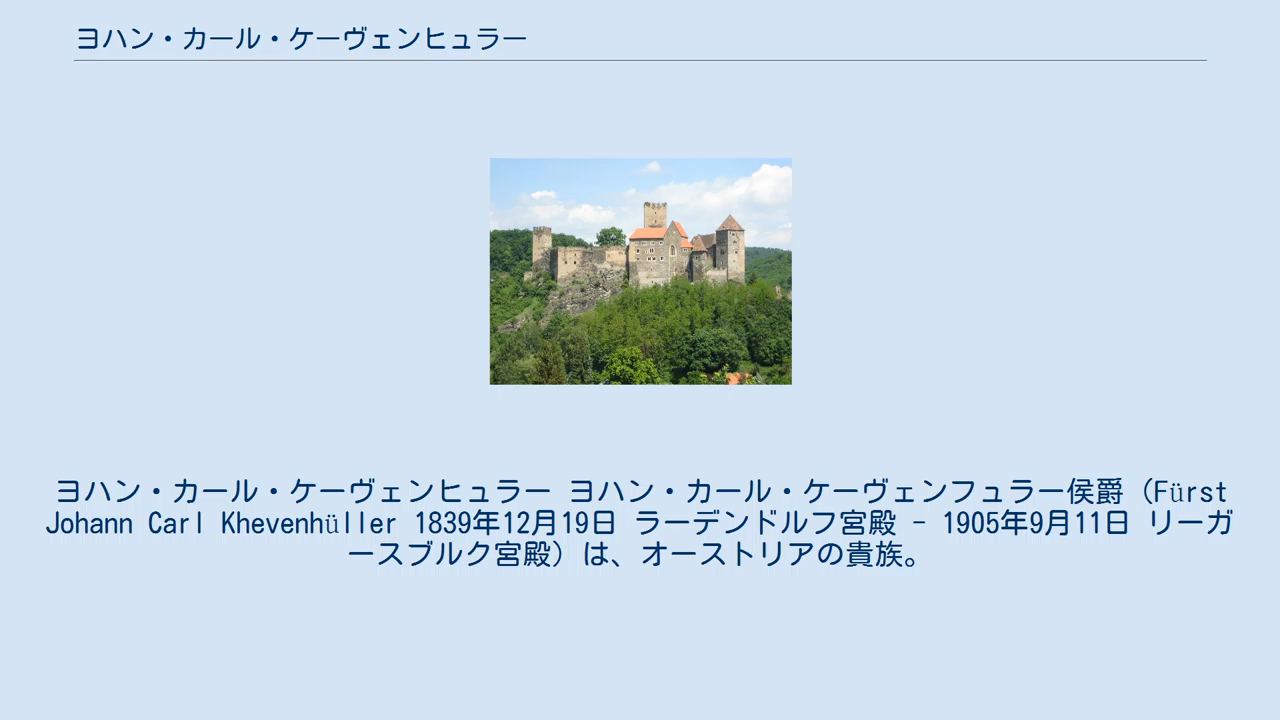 ヨハン・カール・ケーヴェンヒュラー
ヨハン・カール・ケーヴェンヒュラー ヨハン・カール・ケーヴェンフュラー侯爵（Fürst
Johann Carl Khevenhüller 1839年12月19日 ラーデンドルフ宮殿 - 1905年9月11日 リーガ
ースブルク宮殿）は、オーストリアの貴族。